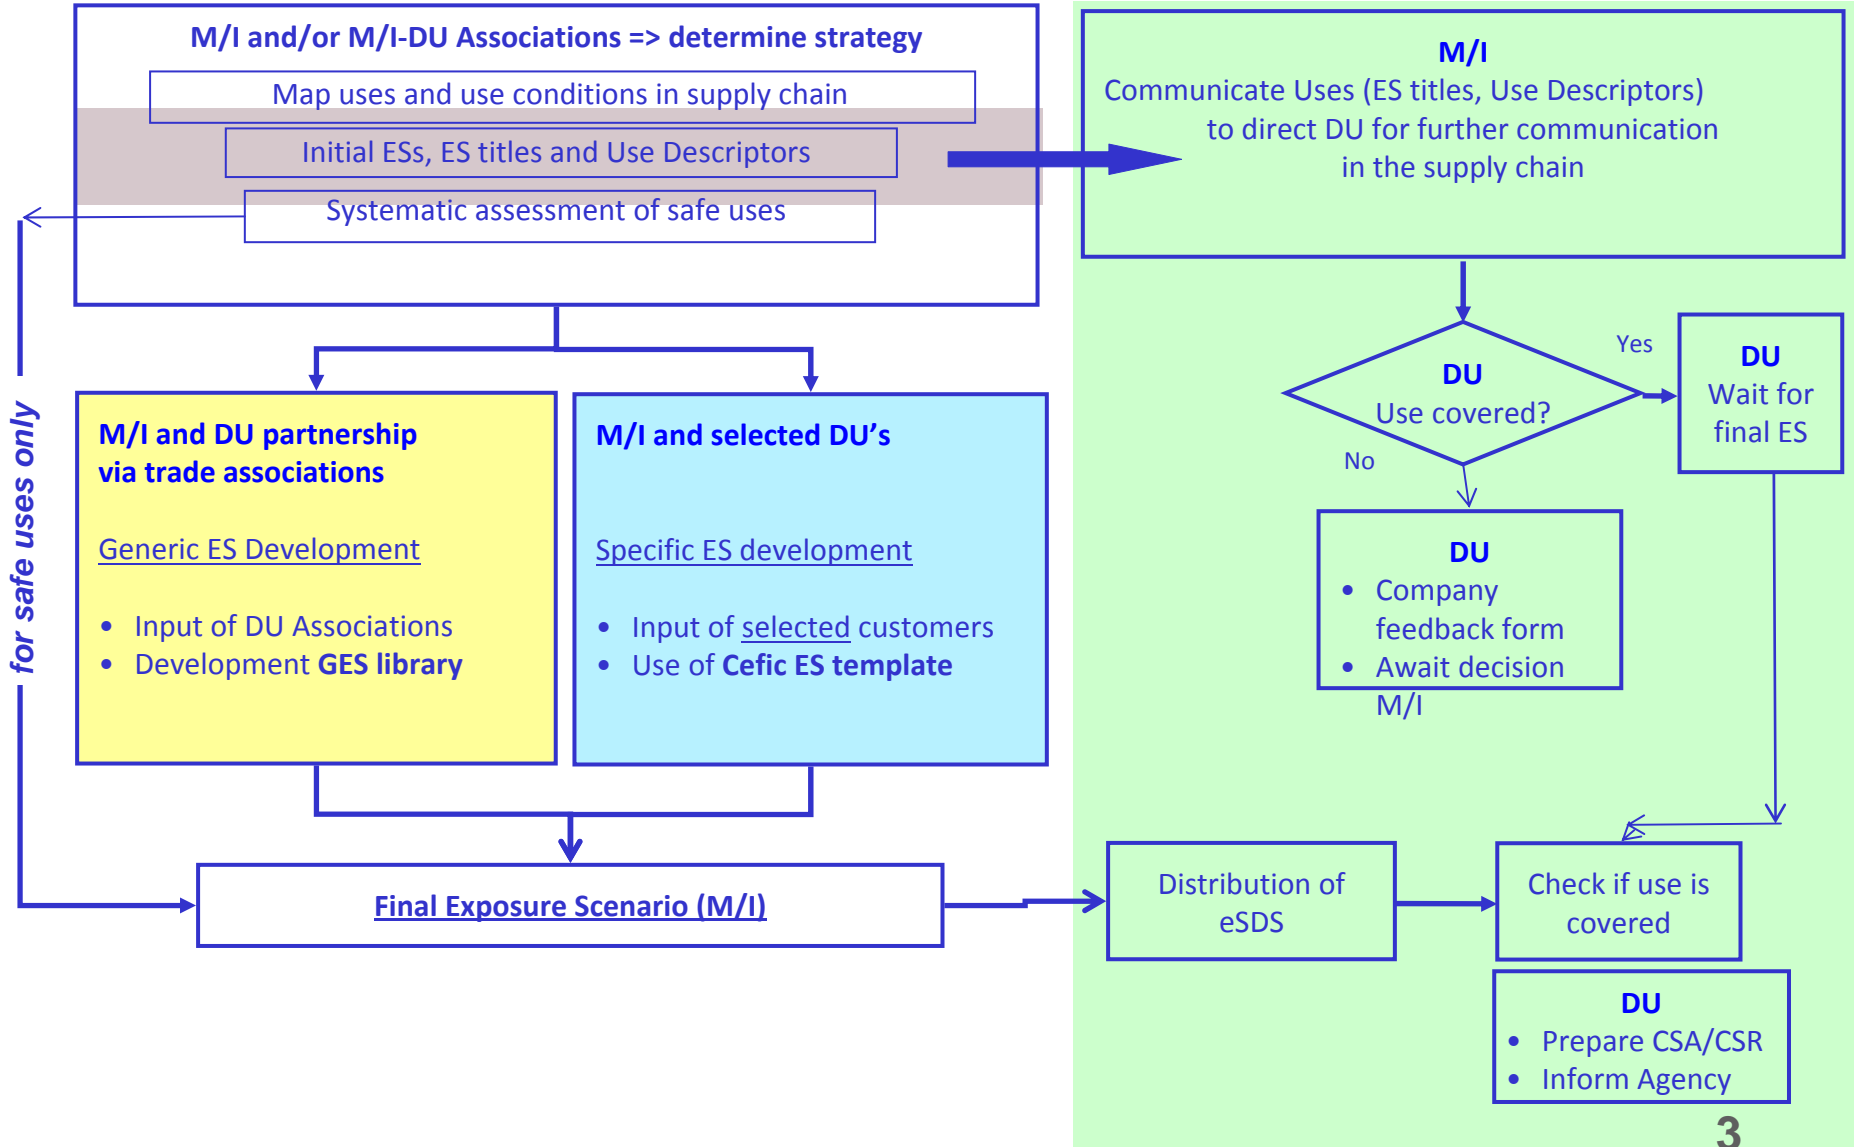 M/I and/or M/I-DU Associations => determine strategy
Map uses and use conditions in supply chain
Initial ESs, ES titles and Use Descriptors
Systematic assessment of safe uses
for safe uses only
M/I and DU partnership
via trade associations
Generic ES Development
• Input of DU Associations
• Development GES library
M/I and selected DU's
Specific ES development
• Input of selected customers
• Use of Cefic ES template
Final Exposure Scenario (M/I)
M/I
Communicate Uses (ES titles, Use Descriptors)
to direct DU for further communication
in the supply chain
DU
Use covered?
Yes
No
DU
Wait for
final ES
DU
• Company
feedback form
• Await decision
M/I
Distribution of
eSDS
Check if use is
covered
DU
• Prepare CSA/CSR
• Inform Agency
3